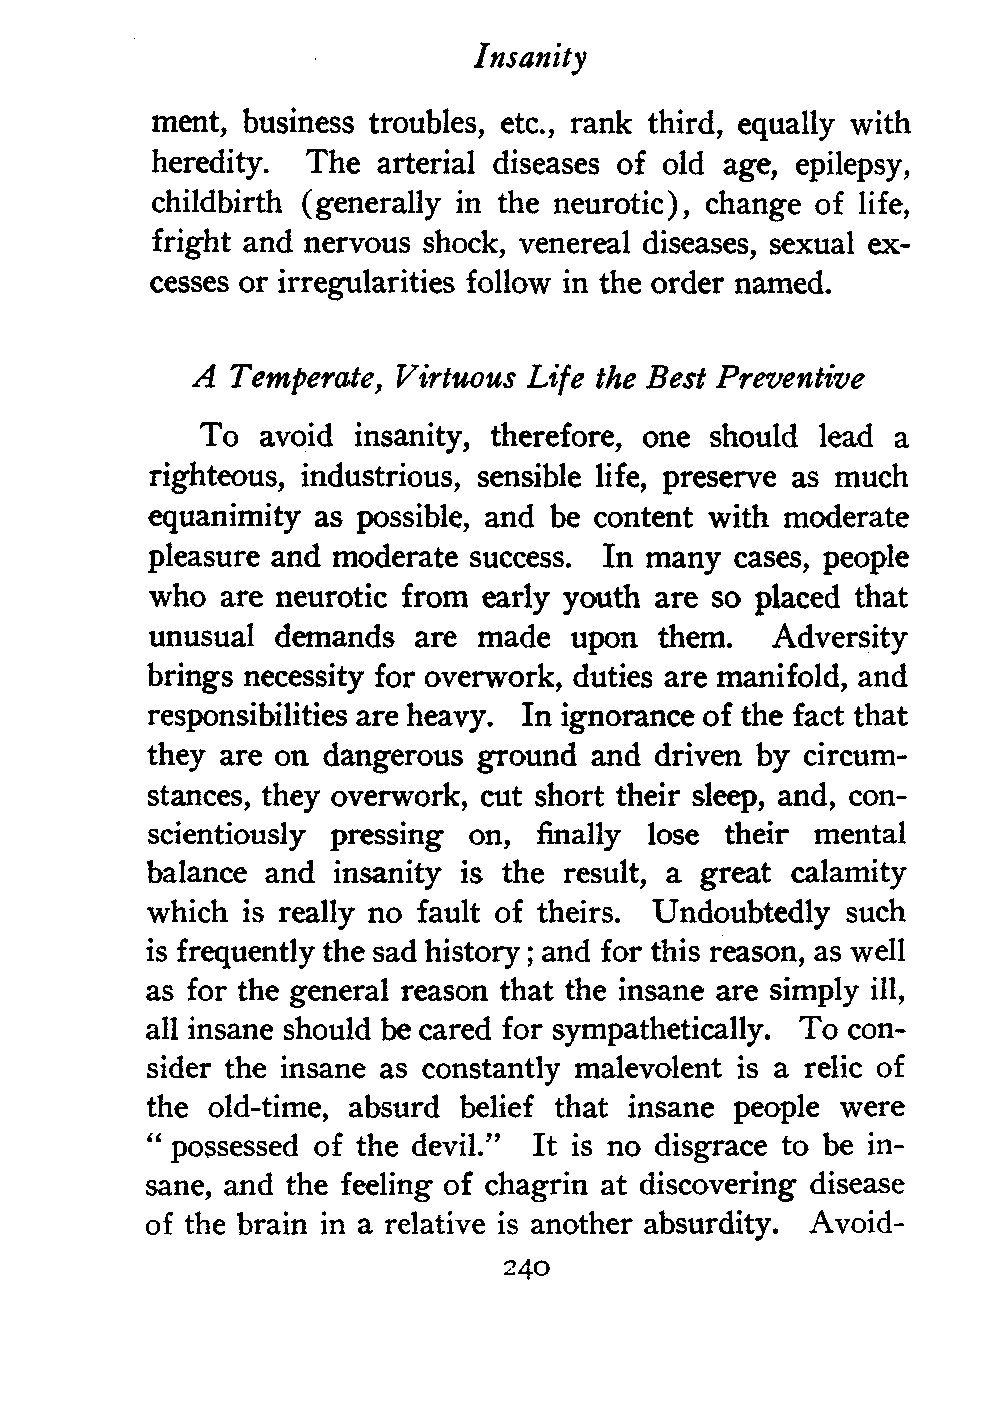 Insanity
ment, business troubles, etc., rank third, equally with
heredity. The arterial diseases of old age, epilepsy,
childbirth (generally in the neurotic), change of life,
fright and nervous shock, venereal diseases, sexual ex-
cesses or irregularities follow in the order named.
A Temperate, Virtuous Life the Best Preventive
To avoid insanity, therefore, one should lead a
righteous, industrious, sensible life, preserve as much
equanimity as possible, and be content with moderate
pleasure and moderate success. In many cases, people
who are neurotic from early youth are so placed that
unusual demands are made upon them. Adversity
brings necessity for overwork, duties are manifold, and
responsibilities are heavy. In ignorance of the fact that
they are on dangerous ground and driven by circum-
stances, they overwork, cut short their sleep, and, con-
scientiously pressing on, finally lose their mental
balance and insanity is the result, a great calamity
which is really no fault of theirs. Undoubtedly such
is frequently the sad history; and for this reason, as well
as for the general reason that the insane are simply ill,
all insane should be cared for sympathetically. To con-
sider the insane as constantly malevolent is a relic of
the old-time, absurd belief that insane people were
“ possessed of the devil.” It is no disgrace to be in-
sane, and the feeling of chagrin at discovering disease
of the brain in a relative is another absurdity. Avoid-
240